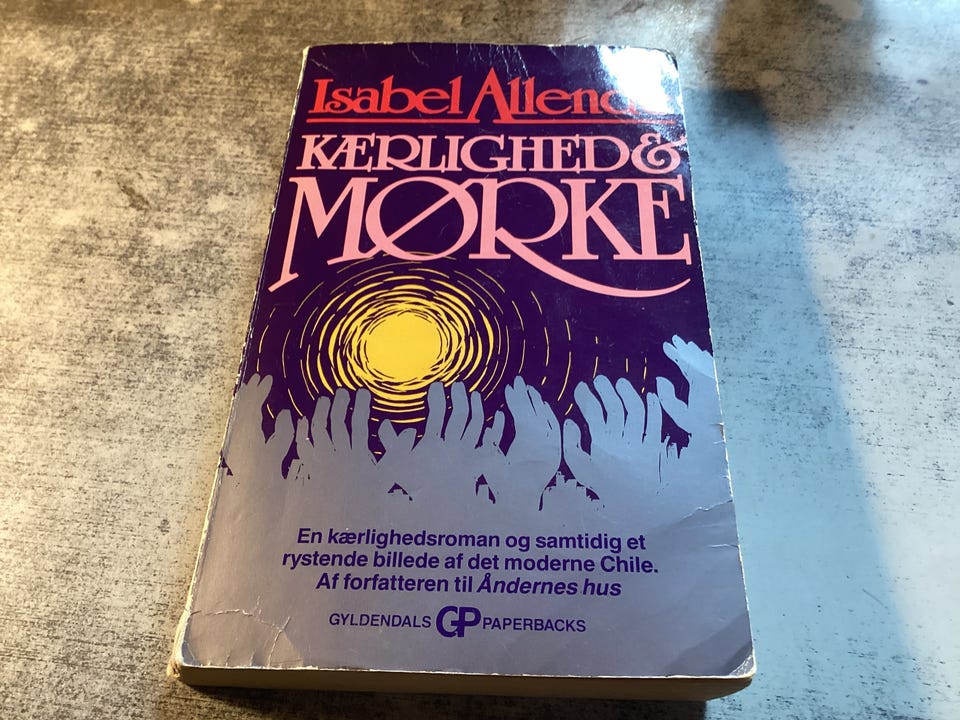 Isabel Allende
KÆRLIGHED &
MØRKE
En kærlighedsroman og samtidig et
rystende billede af det moderne Chile.
Af forfatteren til Åndernes hus
GYLDENDALS GP PAPERBACKS